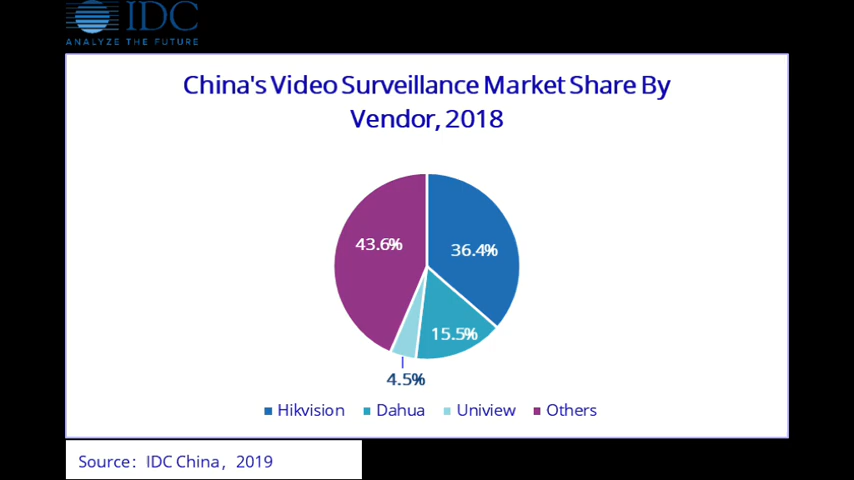 IDC
ANALYZE THE FUTURE
China's Video Surveillance Market Share By
Vendor, 2018
43.6%
36.4%
15.5%
4.5%
Hikvision Dahua Uniview Others
Source： IDC China， 2019